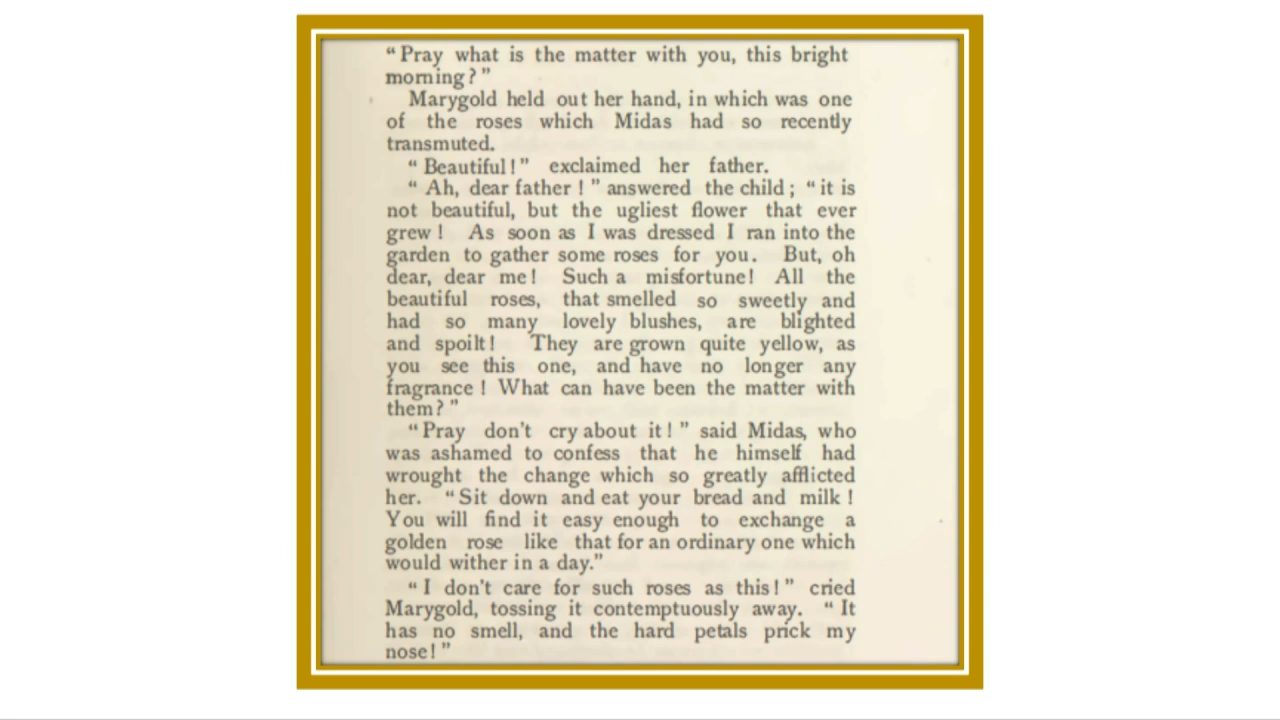 “Pray what is the matter with you, this bright
morning?”
Marygold held out her hand, in which was one
of the roses which Midas had so recently
transmuted.
“Beautiful!” exclaimed her father.
“Ah, dear father!” answered the child; “it is
not beautiful, but the ugliest flower that ever
grew! As soon as I was dressed I ran into the
garden to gather some roses for you. But, oh
dear, dear me! Such a misfortune! All the
beautiful roses, that smelled so sweetly and
had so many lovely blushes, are blighted
and spoilt! They are grown quite yellow, as
you see this one, and have no longer any
fragrance! What can have been the matter with
them?”
“Pray don't cry about it!” said Midas, who
was ashamed to confess that he himself had
wrought the change which so greatly afflicted
her. “Sit down and eat your bread and milk!
You will find it easy enough to exchange a
golden rose like that for an ordinary one which
would wither in a day.”
“I don't care for such roses as this!” cried
Marygold, tossing it contemptuously away. “It
has no smell, and the hard petals prick my
nose!”